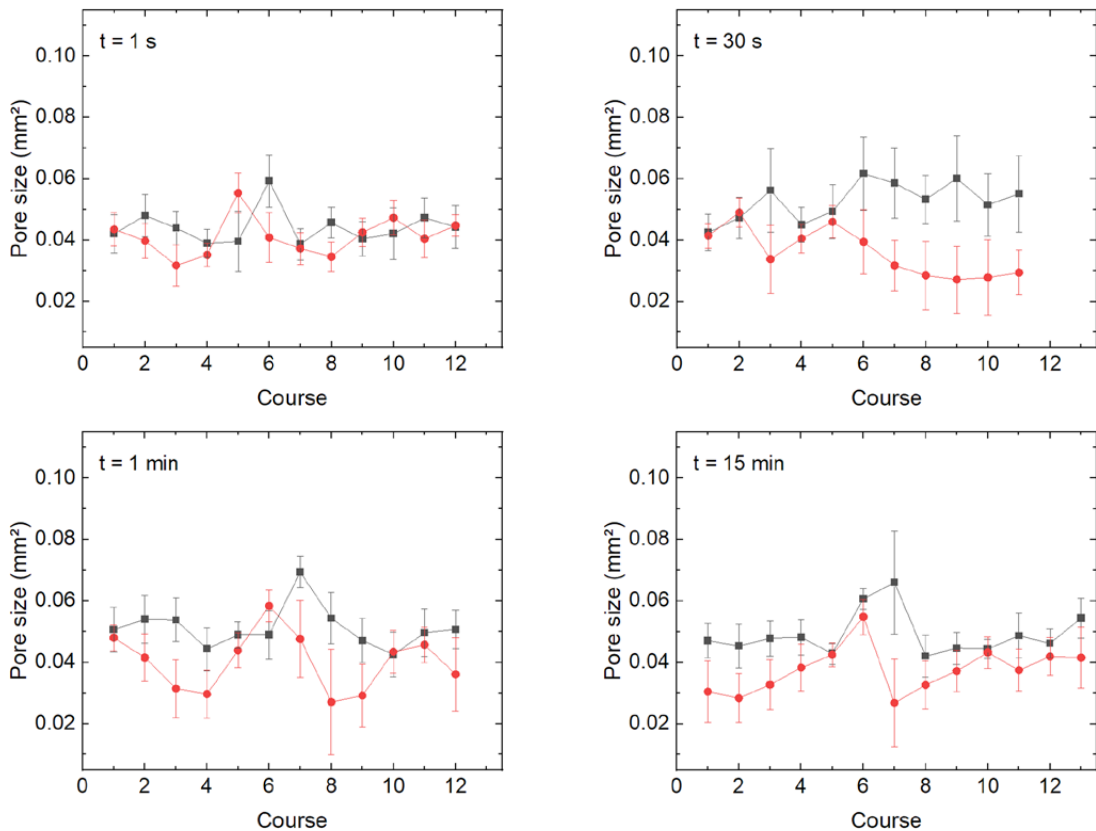 t = 1 s
0.10
0.08
0.06
0.04
0.02
Pore size (mm²)
0 2 4 6 8 10 12
Course
t = 30 s
0.10
0.08
0.06
0.04
0.02
Pore size (mm²)
0 2 4 6 8 10 12
Course
t = 1 min
0.10
0.08
0.06
0.04
0.02
Pore size (mm²)
0 2 4 6 8 10 12
Course
t = 15 min
0.10
0.08
0.06
0.04
0.02
Pore size (mm²)
0 2 4 6 8 10 12
Course